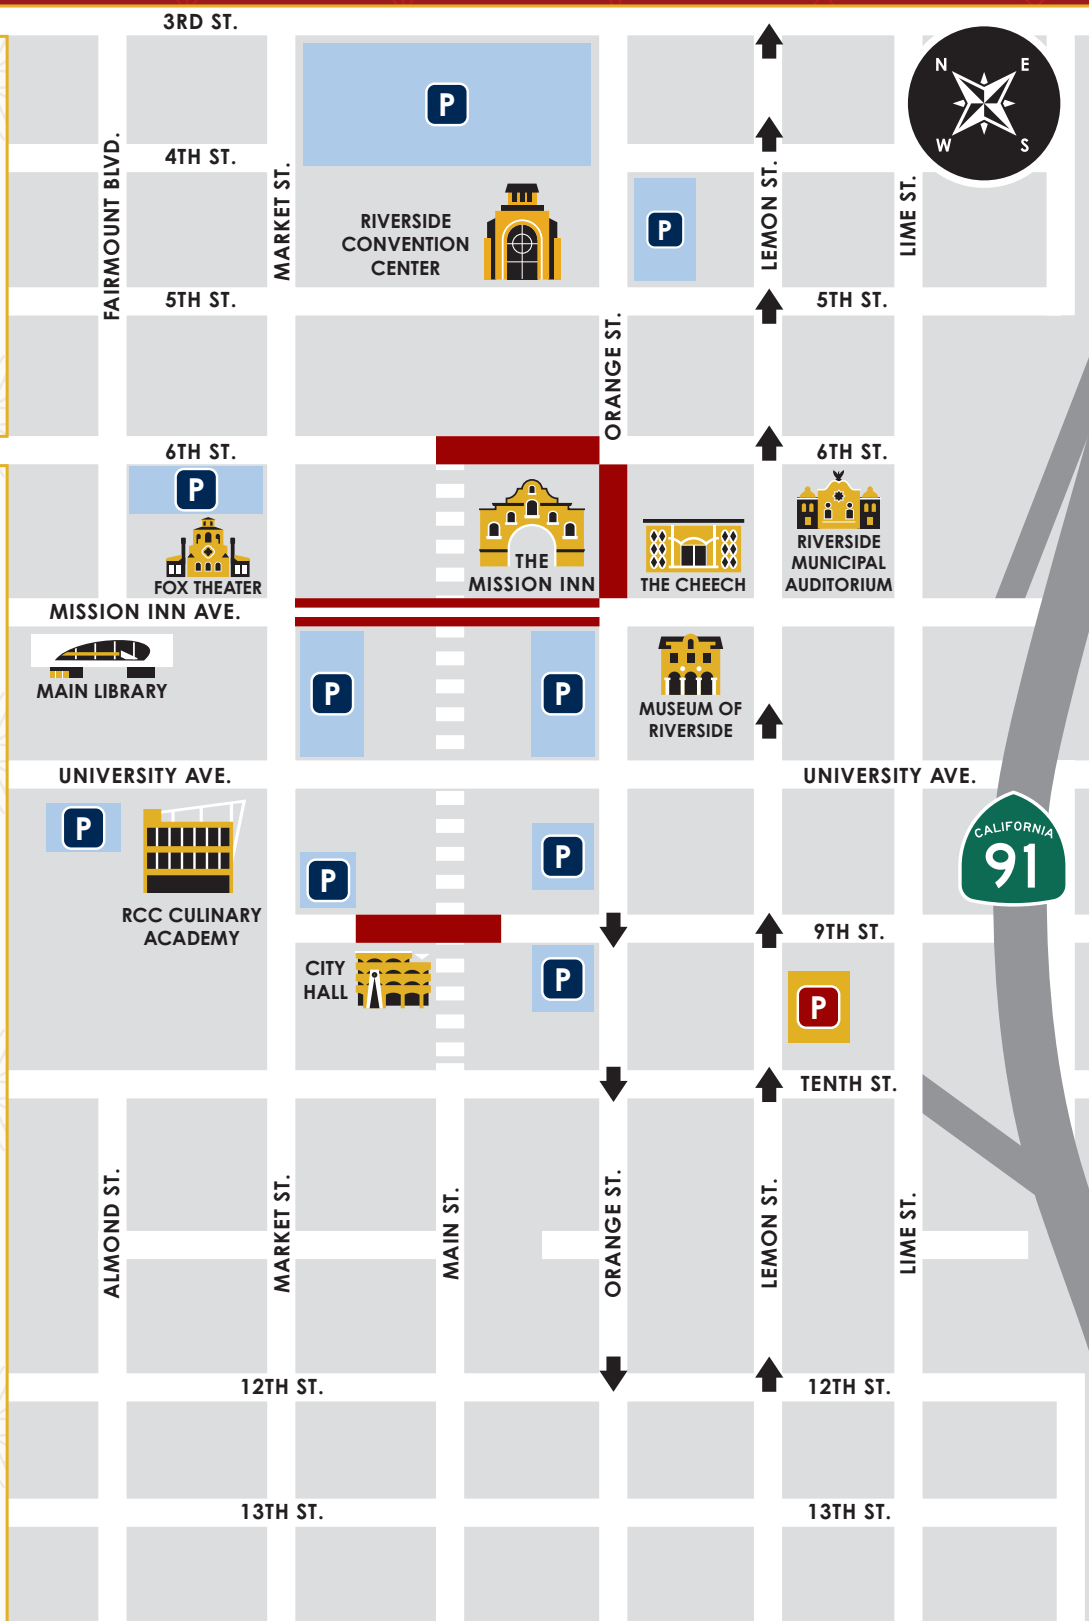 3RD ST.
N
E
W
S
P
4TH ST.
FAIRMOUNT BLVD.
MARKET ST.
LEMON ST.
LIME ST.
RIVERSIDE
CONVENTION
CENTER
P
5TH ST.
5TH ST.
ORANGE ST.
6TH ST.
6TH ST.
P
FOX THEATER
THE
MISSION INN
THE CHEECH
RIVERSIDE
MUNICIPAL
AUDITORIUM
MISSION INN AVE.
MAIN LIBRARY
P
P
MUSEUM OF
RIVERSIDE
UNIVERSITY AVE.
UNIVERSITY AVE.
P
RCC CULINARY
ACADEMY
P
P
CALIFORNIA
91
9TH ST.
CITY
HALL
P
P
TENTH ST.
ALMOND ST.
MARKET ST.
MAIN ST.
ORANGE ST.
LEMON ST.
LIME ST.
12TH ST.
12TH ST.
13TH ST.
13TH ST.